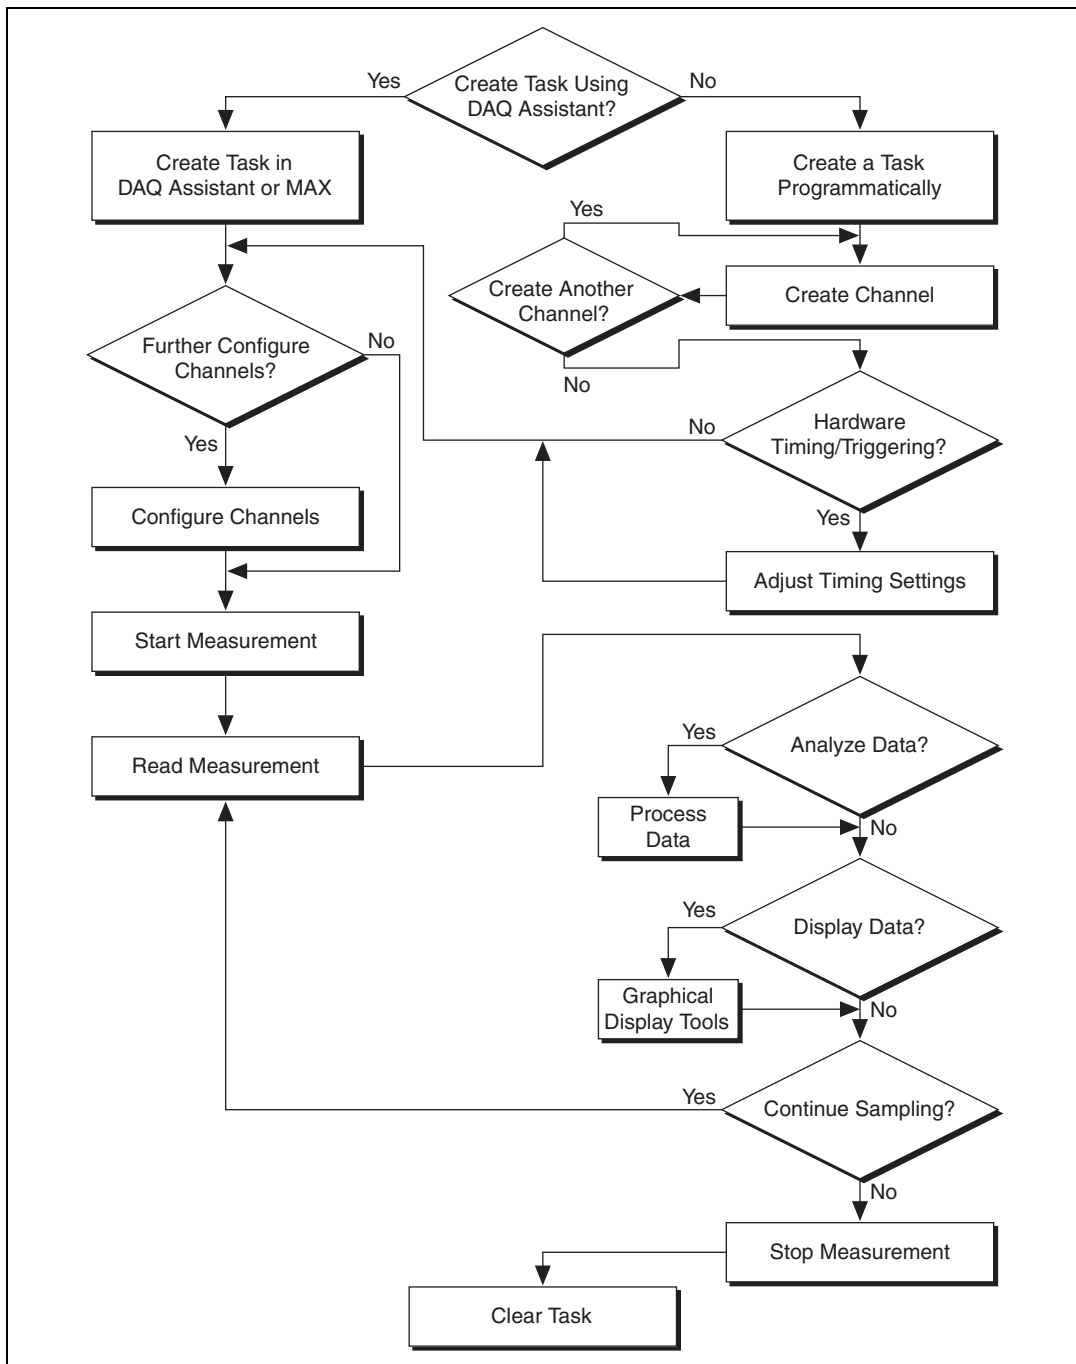 Create Task Using
DAQ Assistant?
Yes
No
Create Task in
DAQ Assistant or MAX
Create a Task
Programmatically
Yes
Create Another
Channel?
Create Channel
No
Further Configure
Channels?
No
Yes
Hardware
Timing/Triggering?
No
Yes
Configure Channels
Adjust Timing Settings
Start Measurement
Read Measurement
Analyze Data?
Yes
Process
Data
No
Display Data?
Yes
Graphical
Display Tools
No
Continue Sampling?
Yes
No
Stop Measurement
Clear Task